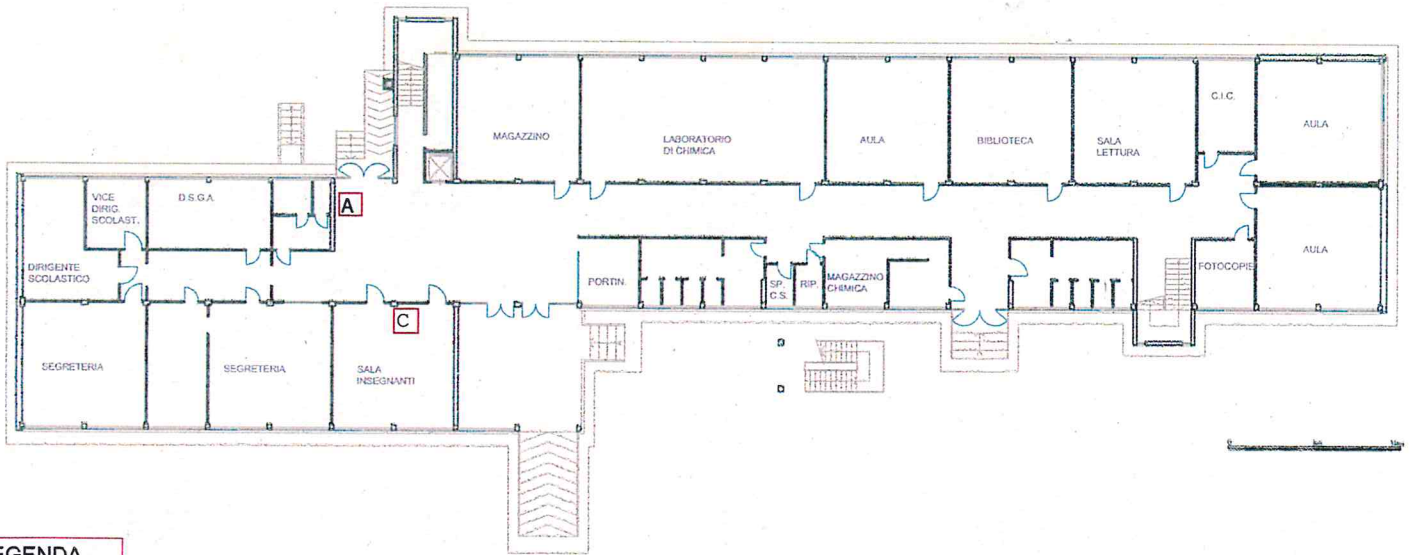 MAGAZZINO
LABORATORIO
DI CHIMICA
AULA
BIBLIOTECA
SALA
LETTURA
C.I.C.
AULA
VICE
DIRIG.
SCOLAST.
D.S.G.A.
A
DIRIGENTE
SCOLASTICO
PORTIN.
SP.
C.S.
RIP.
MAGAZZINO
CHIMICA
FOTOCOPIE
AULA
C
SEGRETERIA
SEGRETERIA
SALA
INSEGNANTI
LEGENDA